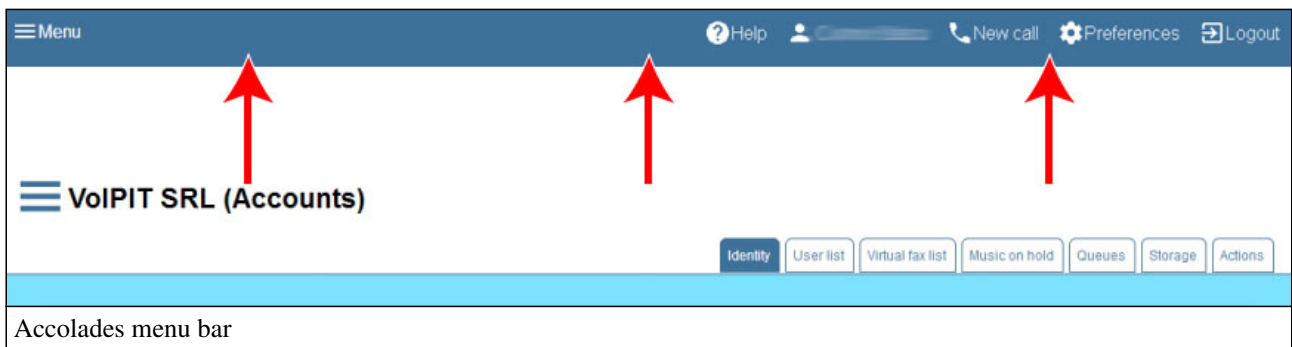 Menu Help New call Preferences Logout
VoIPIT SRL (Accounts)
Identity User list Virtual fax list Music on hold Queues Storage Actions
Accolades menu bar